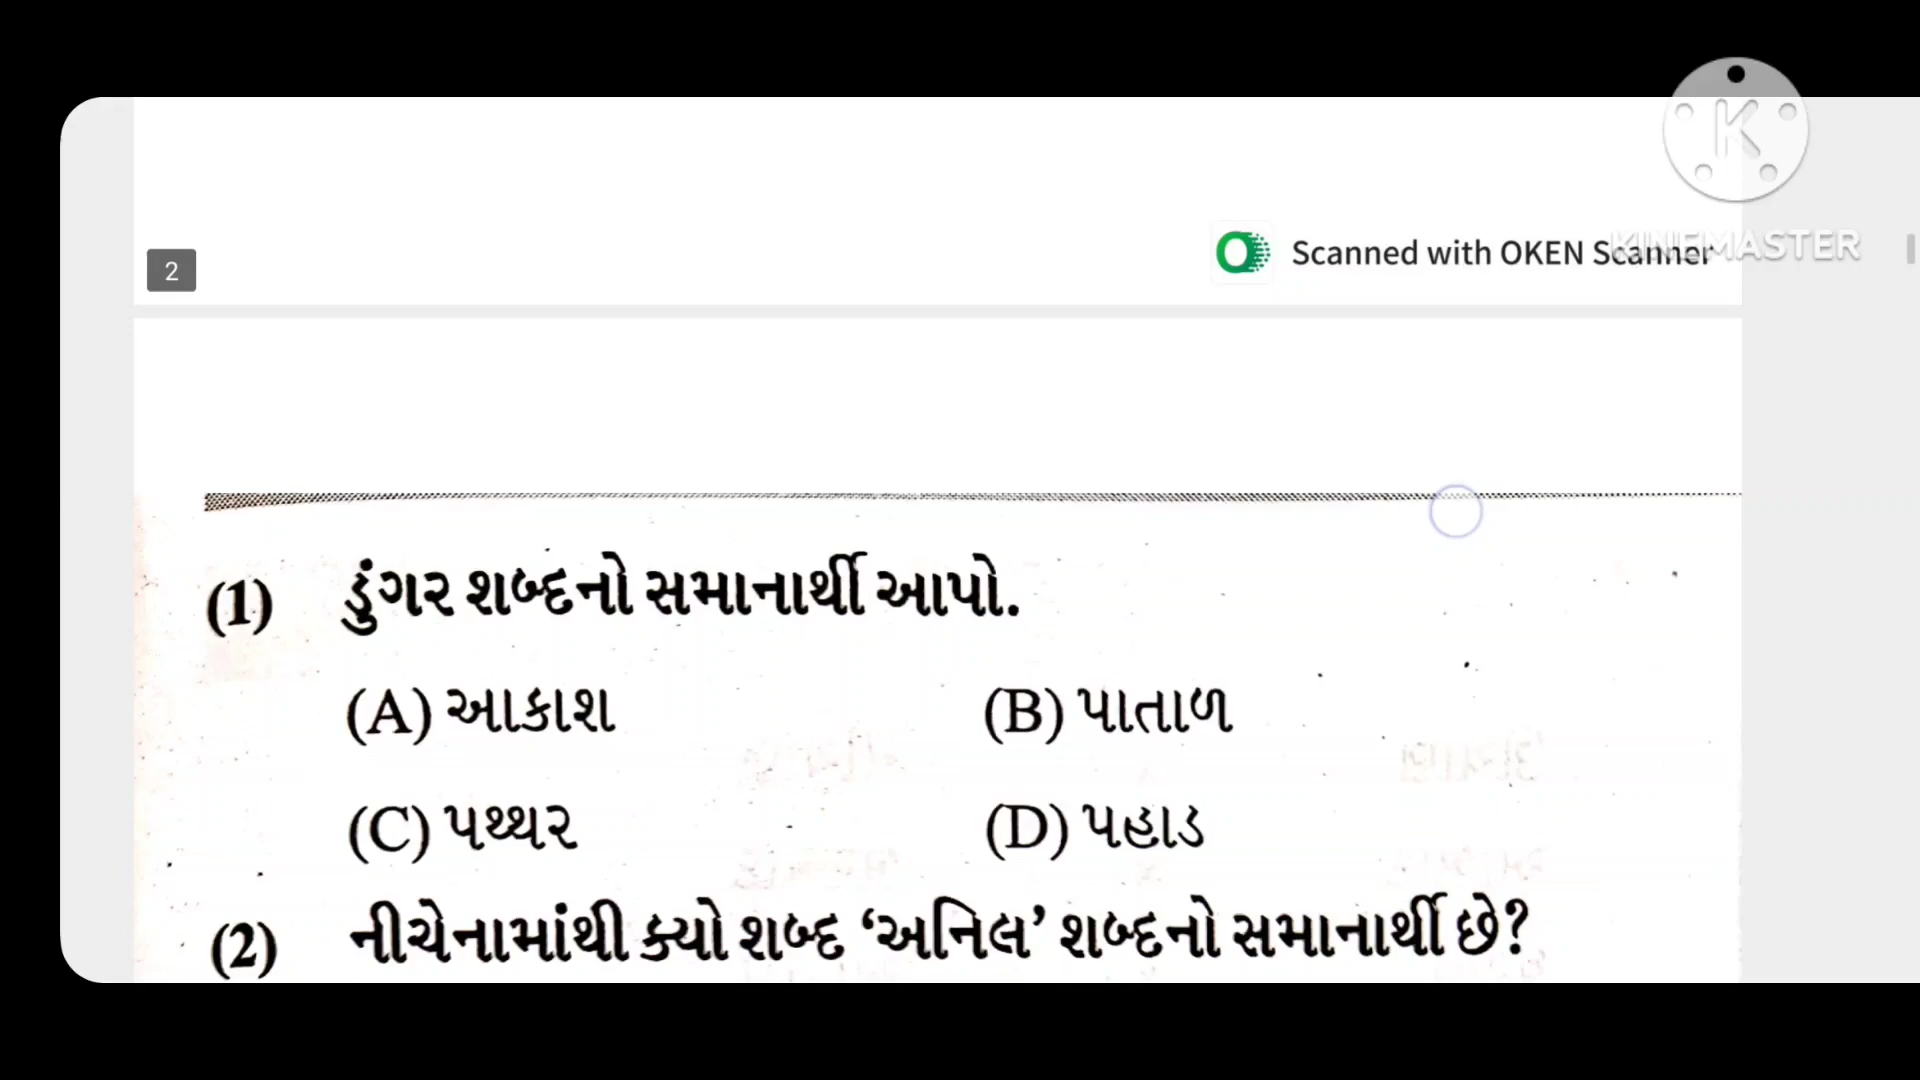 2
Scanned with OKEN Scanner
KINEMASTER
(1) ડુંગર શબ્દનો સમાનાર્થી આપો.
(A) આકાશ (B) પાતાળ
(C) પથ્થર (D) પહાડ
(2) નીચેનામાંથી ક્યો શબ્દ ‘અનિલ’ શબ્દનો સમાનાર્થી છે?